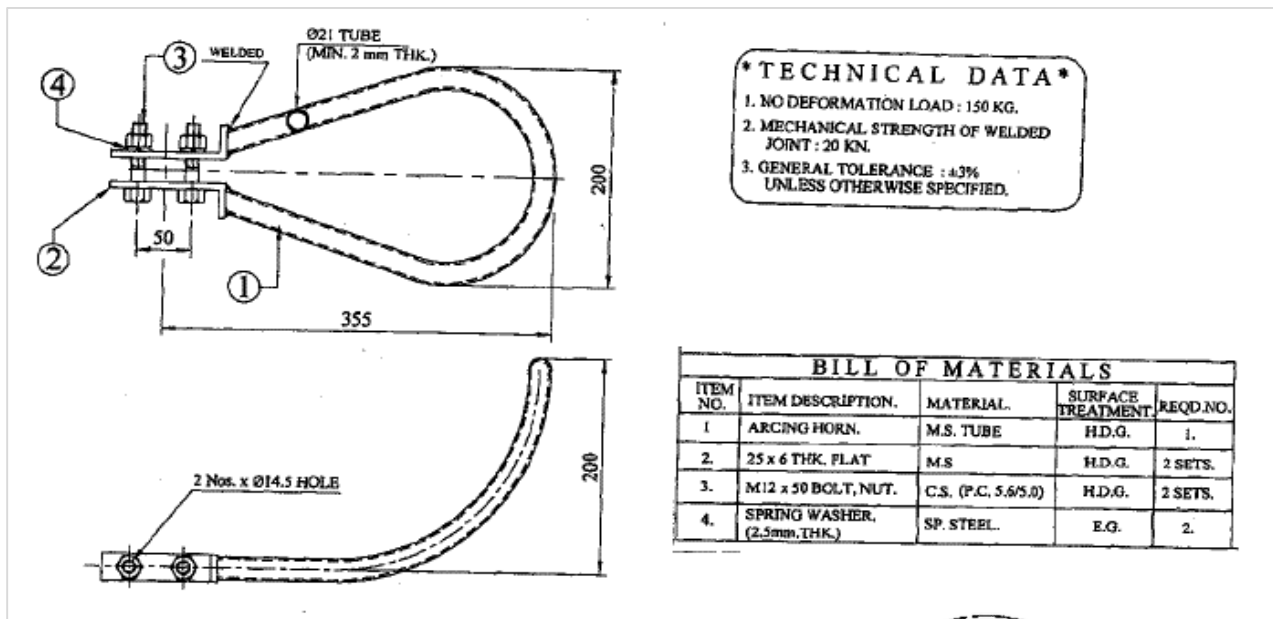 Ø21 TUBE
(MIN. 2 mm THK.)
WELDED
3
4
2
1
50
355
200
* TECHNICAL DATA *
1. NO DEFORMATION LOAD : 150 KG.
2. MECHANICAL STRENGTH OF WELDED
JOINT : 20 KN.
3. GENERAL TOLERANCE : ±3%
UNLESS OTHERWISE SPECIFIED.
2 Nos. x Ø14.5 HOLE
200
BILL OF MATERIALS
ITEM NO. ITEM DESCRIPTION. MATERIAL. SURFACE TREATMENT. REQD.NO.
1 ARCING HORN. M.S. TUBE H.D.G. 1.
2. 25 x 6 THK. FLAT M.S H.D.G. 2 SETS.
3. M12 x 50 BOLT, NUT. C.S. (P.C. 5.6/5.0) H.D.G. 2 SETS.
4. SPRING WASHER. (2.5mm.THK.) SP. STEEL. E.G. 2.